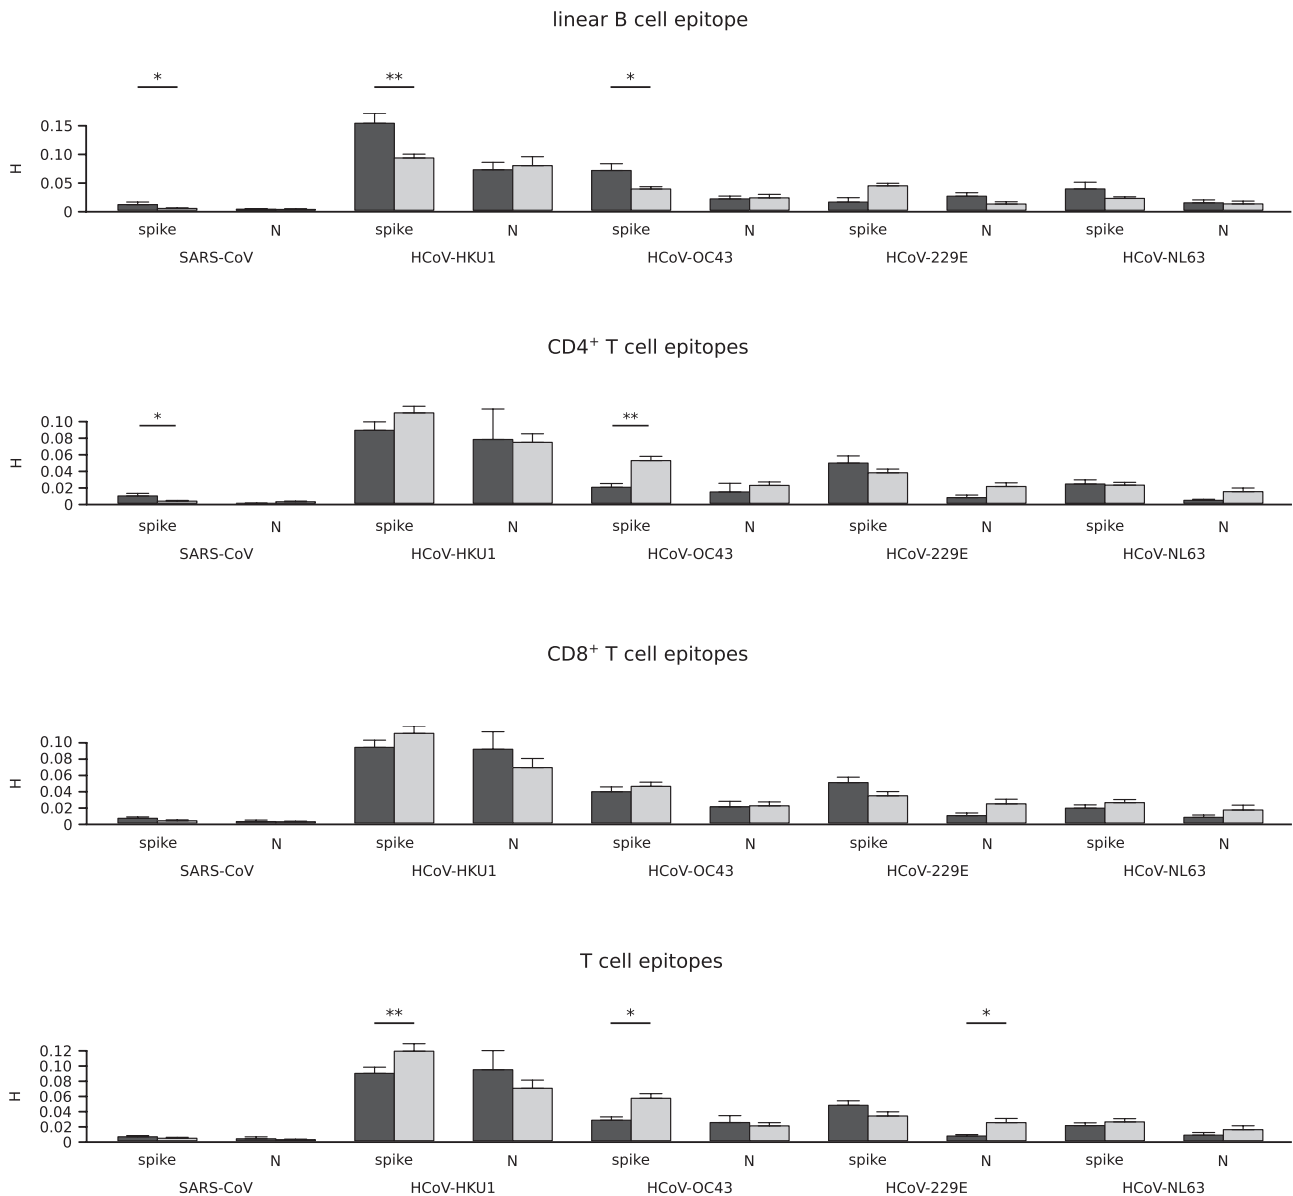 linear B cell epitope
* ** *
0.15
0.10
0.05
0
H
spike N spike N spike N spike N spike N
SARS-CoV HCoV-HKU1 HCoV-OC43 HCoV-229E HCoV-NL63
CD4⁺ T cell epitopes
* **
0.10
0.08
0.06
0.04
0.02
0
H
spike N spike N spike N spike N spike N
SARS-CoV HCoV-HKU1 HCoV-OC43 HCoV-229E HCoV-NL63
CD8⁺ T cell epitopes
0.10
0.08
0.06
0.04
0.02
0
H
spike N spike N spike N spike N spike N
SARS-CoV HCoV-HKU1 HCoV-OC43 HCoV-229E HCoV-NL63
T cell epitopes
** * *
0.12
0.10
0.08
0.06
0.04
0.02
0
H
spike N spike N spike N spike N spike N
SARS-CoV HCoV-HKU1 HCoV-OC43 HCoV-229E HCoV-NL63